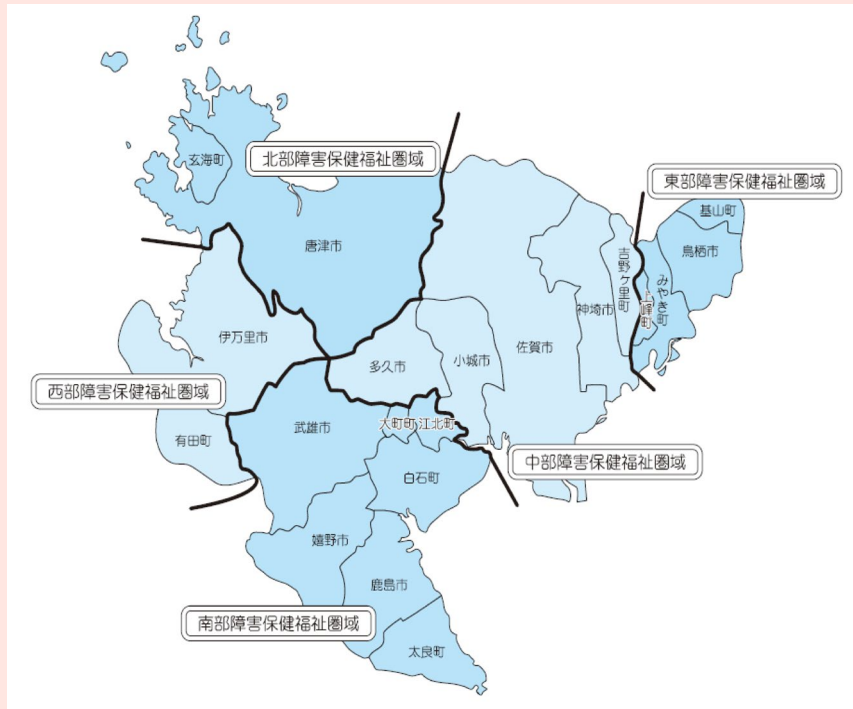 北部障害保健福祉圏域
玄海町
東部障害保健福祉圏域
基山町
鳥栖市
唐津市
吉野ヶ里町
みやき町
上峰町
神埼市
伊万里市
佐賀市
小城市
多久市
西部障害保健福祉圏域
大町町
江北町
武雄市
有田町
中部障害保健福祉圏域
白石町
嬉野市
鹿島市
南部障害保健福祉圏域
太良町